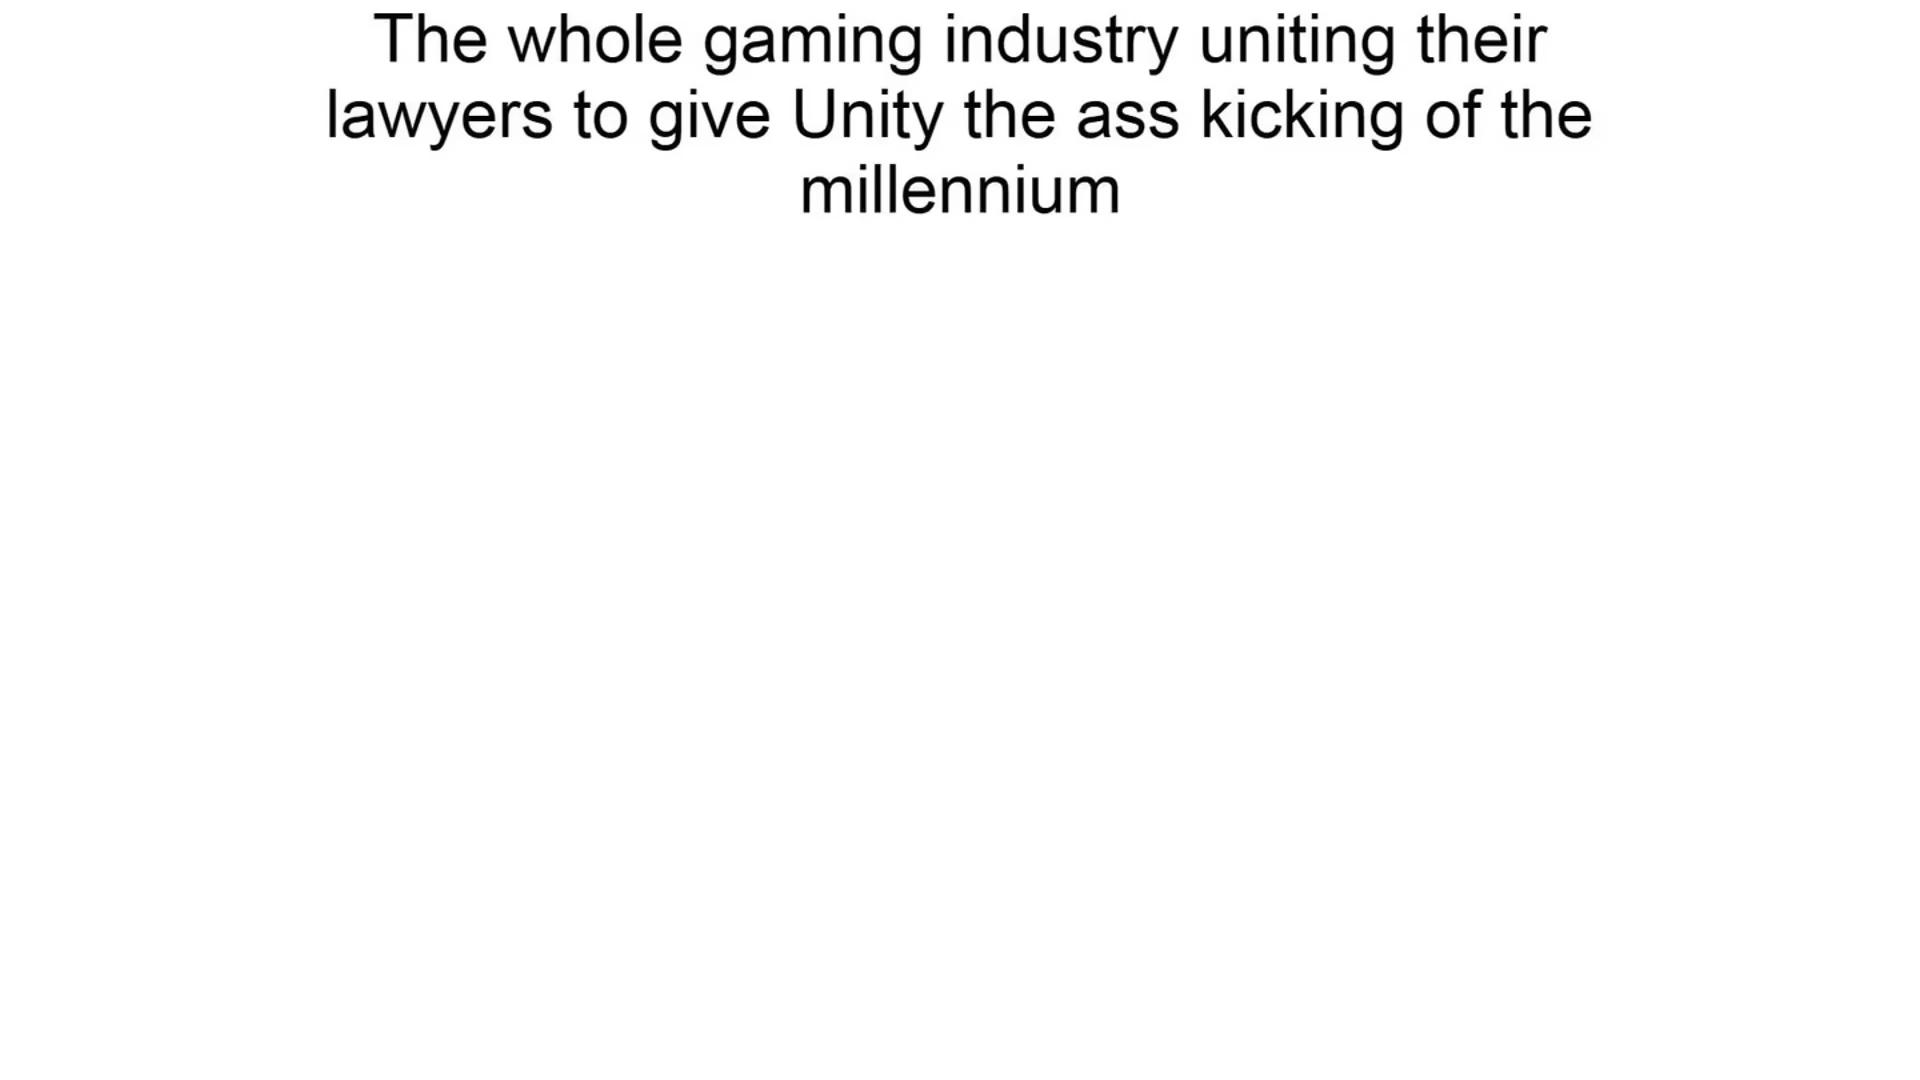 The whole gaming industry uniting their
lawyers to give Unity the ass kicking of the
millennium